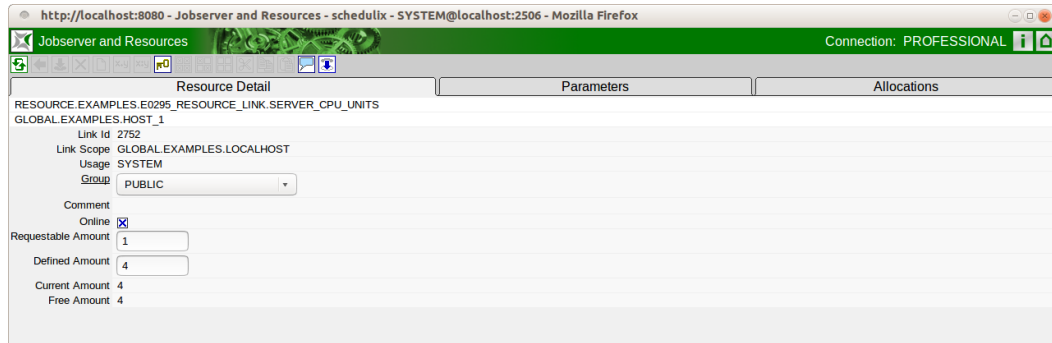 http://localhost:8080 - Jobserver and Resources - schedulix - SYSTEM@localhost:2506 - Mozilla Firefox
Jobserver and Resources
Connection: PROFESSIONAL
Resource Detail
Parameters
Allocations
RESOURCE.EXAMPLES.E0295_RESOURCE_LINK.SERVER_CPU_UNITS
GLOBAL.EXAMPLES.HOST_1
Link Id 2752
Link Scope GLOBAL.EXAMPLES.LOCALHOST
Usage SYSTEM
Group PUBLIC
Comment
Online
Requestable Amount 1
Defined Amount 4
Current Amount 4
Free Amount 4